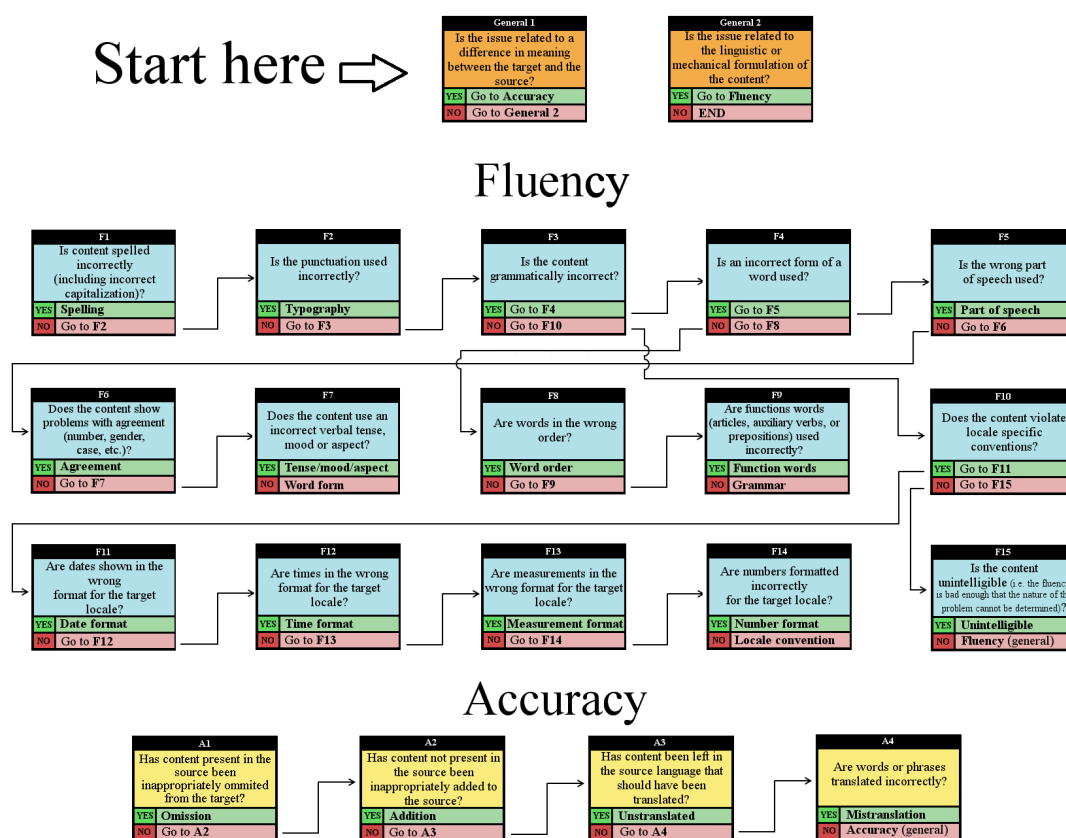 Start here
General 1
Is the issue related to a
difference in meaning
between the target and the
source?
YES Go to Accuracy
NO Go to General 2
General 2
Is the issue related to
the linguistic or
mechanical formulation of
the content?
YES Go to Fluency
NO END
Fluency
F1
Is content spelled
incorrectly
(including incorrect
capitalization)?
YES Spelling
NO Go to F2
F2
Is the punctuation used
incorrectly?
YES Typography
NO Go to F3
F3
Is the content
grammatically incorrect?
YES Go to F4
NO Go to F10
F4
Is an incorrect form of a
word used?
YES Go to F5
NO Go to F8
F5
Is the wrong part
of speech used?
YES Part of speech
NO Go to F6
F6
Does the content show
problems with agreement
(number, gender,
case, etc.)?
YES Agreement
NO Go to F7
F7
Does the content use an
incorrect verbal tense,
mood or aspect?
YES Tense/mood/aspect
NO Word form
F8
Are words in the wrong
order?
YES Word order
NO Go to F9
F9
Are functions words
(articles, auxiliary verbs, or
prepositions) used
incorrectly?
YES Function words
NO Grammar
F10
Does the content violate
locale specific
conventions?
YES Go to F11
NO Go to F15
F11
Are dates shown in the
wrong
format for the target
locale?
YES Date format
NO Go to F12
F12
Are times in the wrong
format for the target
locale?
YES Time format
NO Go to F13
F13
Are measurements in the
wrong format for the target
locale?
YES Measurement format
NO Go to F14
F14
Are numbers formatted
incorrectly
for the target locale?
YES Number format
NO Locale convention
F15
Is the content
unintelligible (i.e. the fluency
is bad enough that the nature of the
problem cannot be determined)?
YES Unintelligible
NO Fluency (general)
Accuracy
A1
Has content present in the
source been
inappropriately ommited
from the target?
YES Omission
NO Go to A2
A2
Has content not present in
the source been
inappropriately added to
the source?
YES Addition
NO Go to A3
A3
Has content been left in
the source language that
should have been
translated?
YES Unstranslated
NO Go to A4
A4
Are words or phrases
translated incorrectly?
YES Mistranslation
NO Accuracy (general)